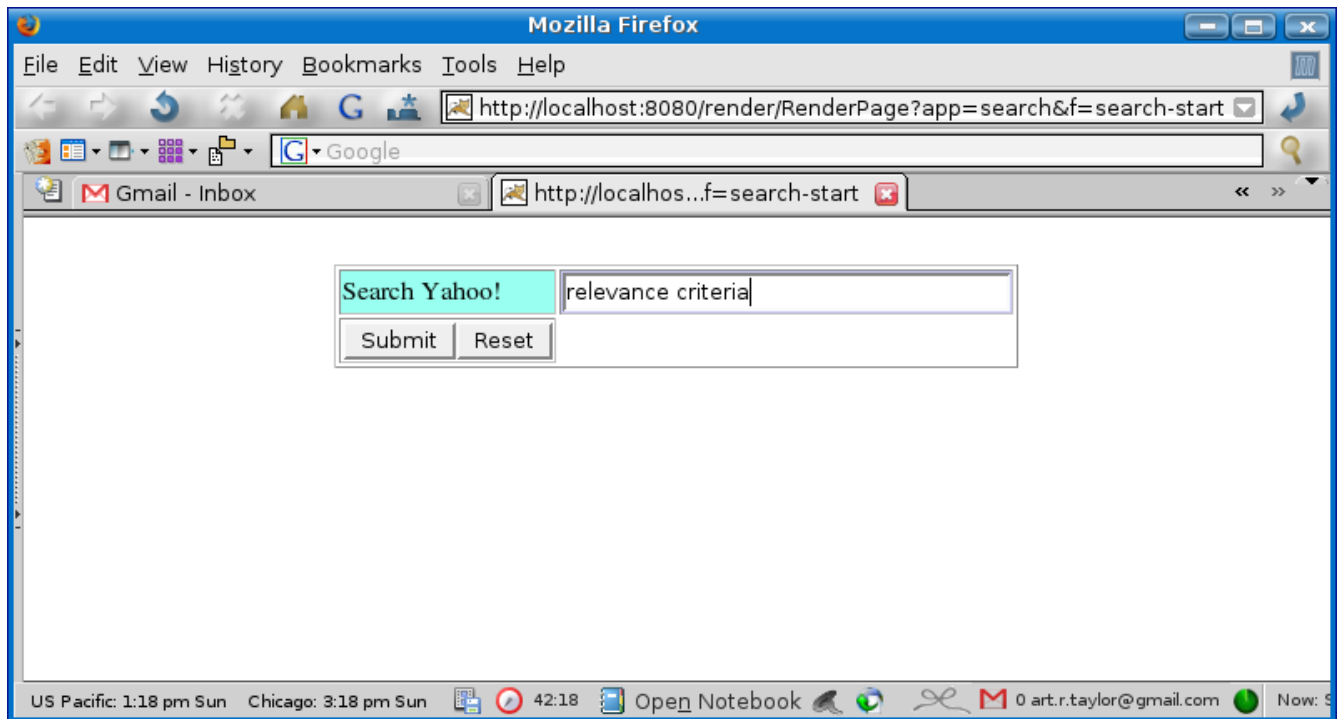 Mozilla Firefox
File Edit View History Bookmarks Tools Help
G http://localhost:8080/render/RenderPage?app=search&f=search-start
G Google
Gmail - Inbox http://localhos...f=search-start « »
Search Yahoo! relevance criteria
Submit Reset
US Pacific: 1:18 pm Sun Chicago: 3:18 pm Sun 42:18 Open Notebook 0 art.r.taylor@gmail.com Now: